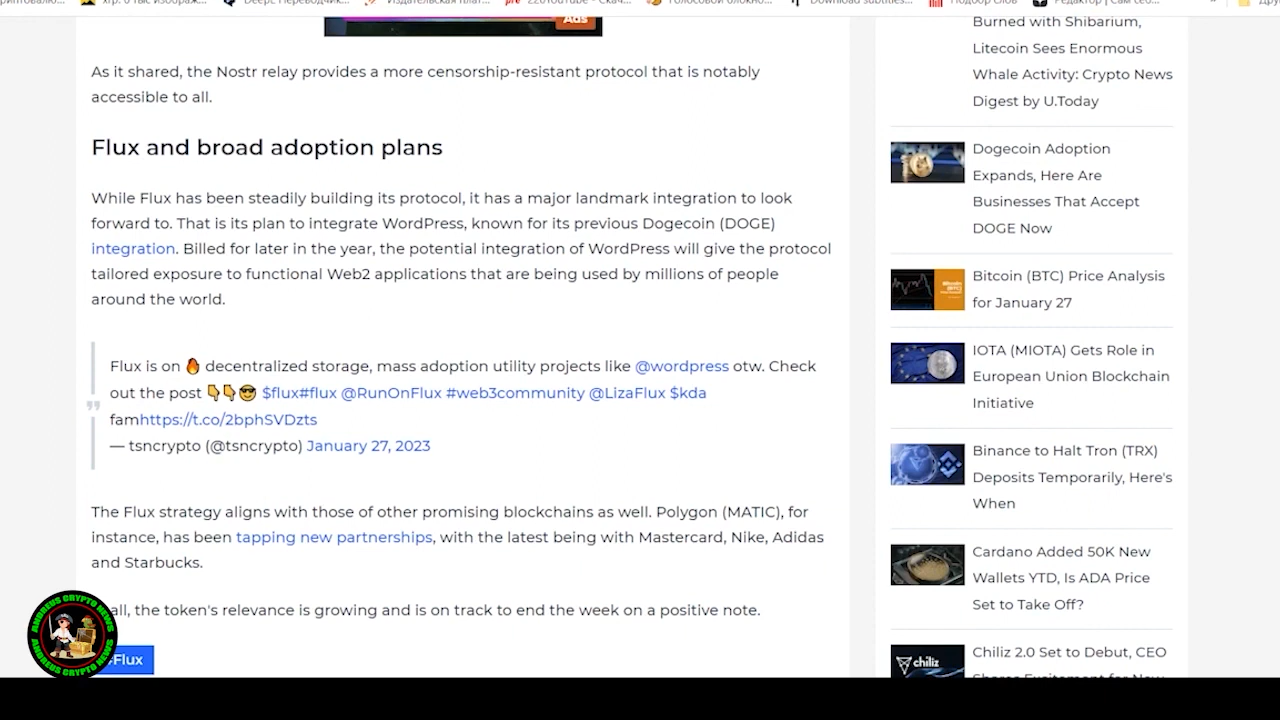 Ads
As it shared, the Nostr relay provides a more censorship-resistant protocol that is notably
accessible to all.
Flux and broad adoption plans
While Flux has been steadily building its protocol, it has a major landmark integration to look
forward to. That is its plan to integrate WordPress, known for its previous Dogecoin (DOGE)
integration. Billed for later in the year, the potential integration of WordPress will give the protocol
tailored exposure to functional Web2 applications that are being used by millions of people
around the world.
Flux is on 🔥 decentralized storage, mass adoption utility projects like @wordpress otw. Check
out the post 👇👇😎 $flux#flux @RunOnFlux #web3community @LizaFlux $kda
famhttps://t.co/2bphSVDzts
— tsncrypto (@tsncrypto) January 27, 2023
The Flux strategy aligns with those of other promising blockchains as well. Polygon (MATIC), for
instance, has been tapping new partnerships, with the latest being with Mastercard, Nike, Adidas
and Starbucks.
all, the token's relevance is growing and is on track to end the week on a positive note.
Flux
ANDREUS CRYPTO NEWS
ANDREUS CRYPTO NEWS
Burned with Shibarium,
Litecoin Sees Enormous
Whale Activity: Crypto News
Digest by U.Today
Dogecoin Adoption
Expands, Here Are
Businesses That Accept
DOGE Now
Bitcoin (BTC) Price Analysis
for January 27
IOTA (MIOTA) Gets Role in
European Union Blockchain
Initiative
Binance to Halt Tron (TRX)
Deposits Temporarily, Here's
When
Cardano Added 50K New
Wallets YTD, Is ADA Price
Set to Take Off?
chiliz
Chiliz 2.0 Set to Debut, CEO